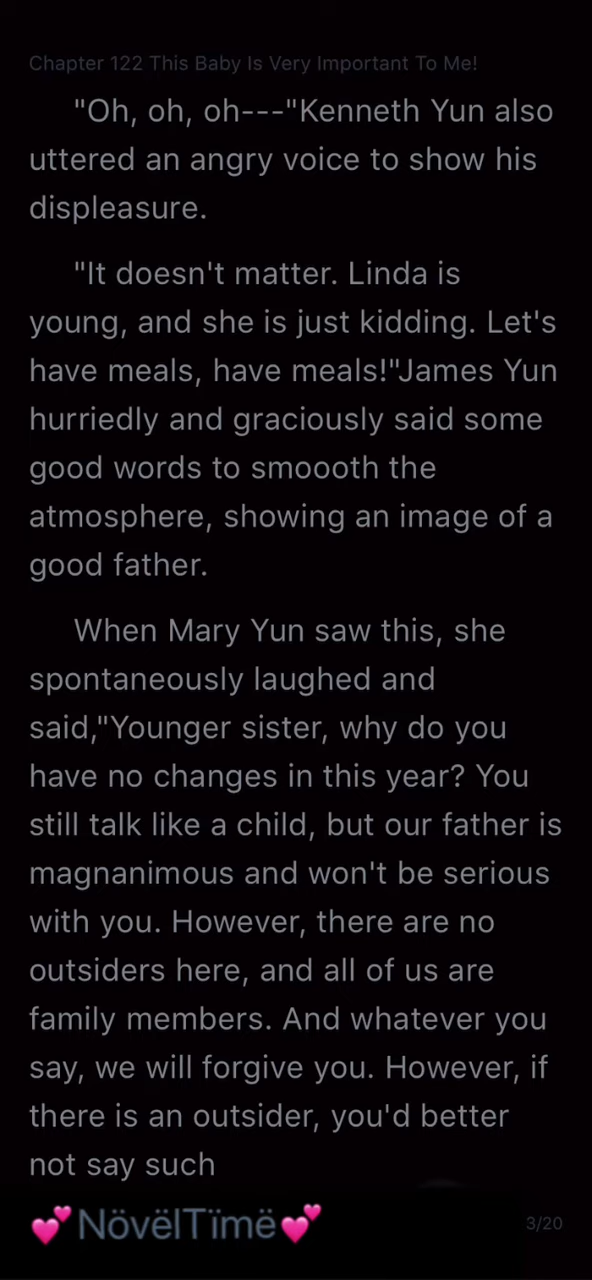 Chapter 122 This Baby Is Very Important To Me!
"Oh, oh, oh---"Kenneth Yun also
uttered an angry voice to show his
displeasure.
"It doesn't matter. Linda is
young, and she is just kidding. Let's
have meals, have meals!"James Yun
hurriedly and graciously said some
good words to smoooth the
atmosphere, showing an image of a
good father.
When Mary Yun saw this, she
spontaneously laughed and
said,"Younger sister, why do you
have no changes in this year? You
still talk like a child, but our father is
magnanimous and won't be serious
with you. However, there are no
outsiders here, and all of us are
family members. And whatever you
say, we will forgive you. However, if
there is an outsider, you'd better
not say such
💕NövëlTïmë💕
3/20